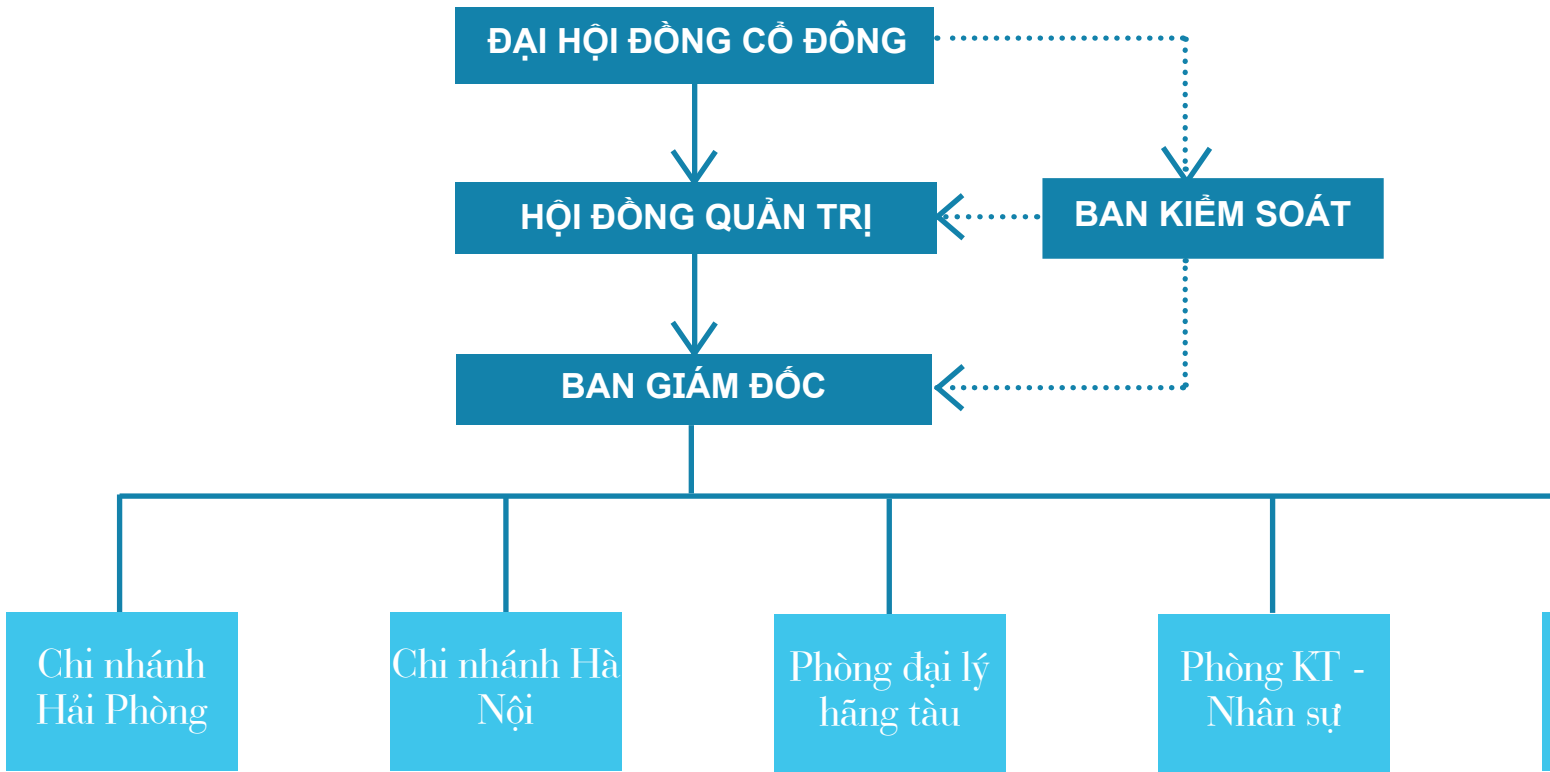 ĐẠI HỘI ĐỒNG CỔ ĐÔNG
HỘI ĐỒNG QUẢN TRỊ
BAN KIỂM SOÁT
BAN GIÁM ĐỐC
Chi nhánh
Hải Phòng
Chi nhánh Hà
Nội
Phòng đại lý
hãng tàu
Phòng KT -
Nhân sự